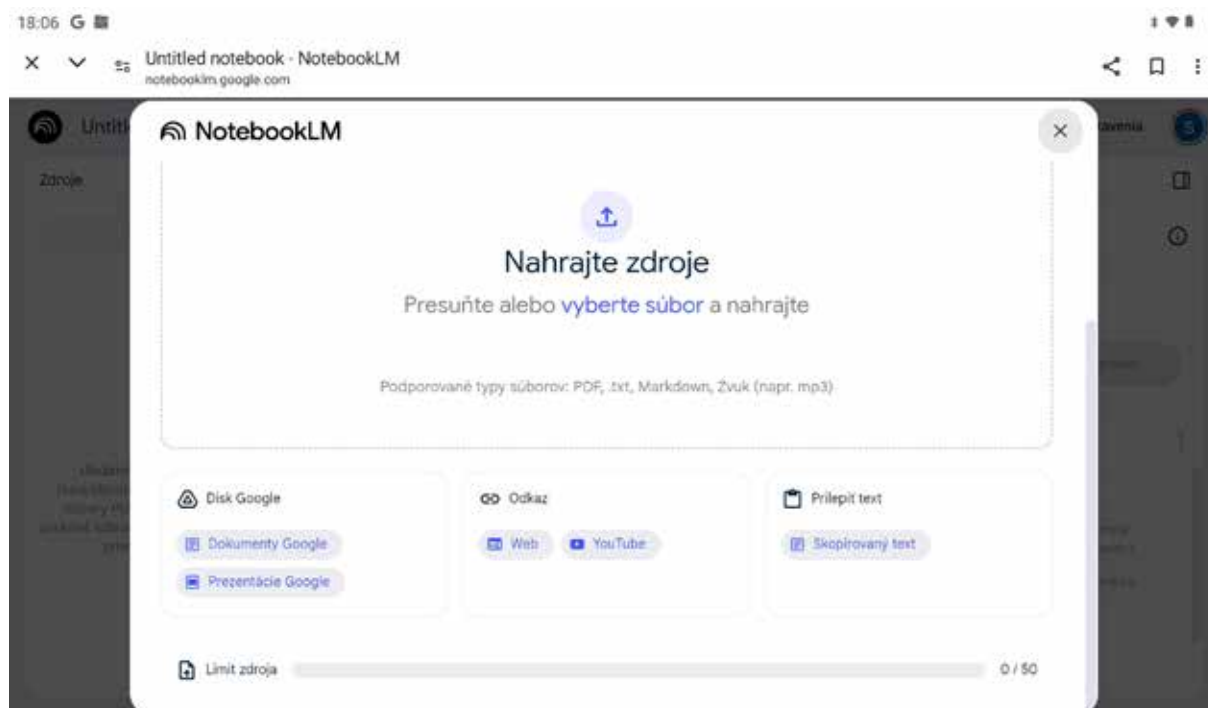 18:06 G
Untitled notebook - NotebookLM
notebooklm.google.com
Untitl
NotebookLM
Zdroje
Nahrajte zdroje
Presuňte alebo vyberte súbor a nahrajte
Podporované typy súborov: PDF, .txt, Markdown, Zvuk (napr. mp3)
Disk Google
Odkaz
Prilepiť text
Dokumenty Google
Web
YouTube
Skopírovaný text
Prezentácie Google
Limit zdroja
0 / 50